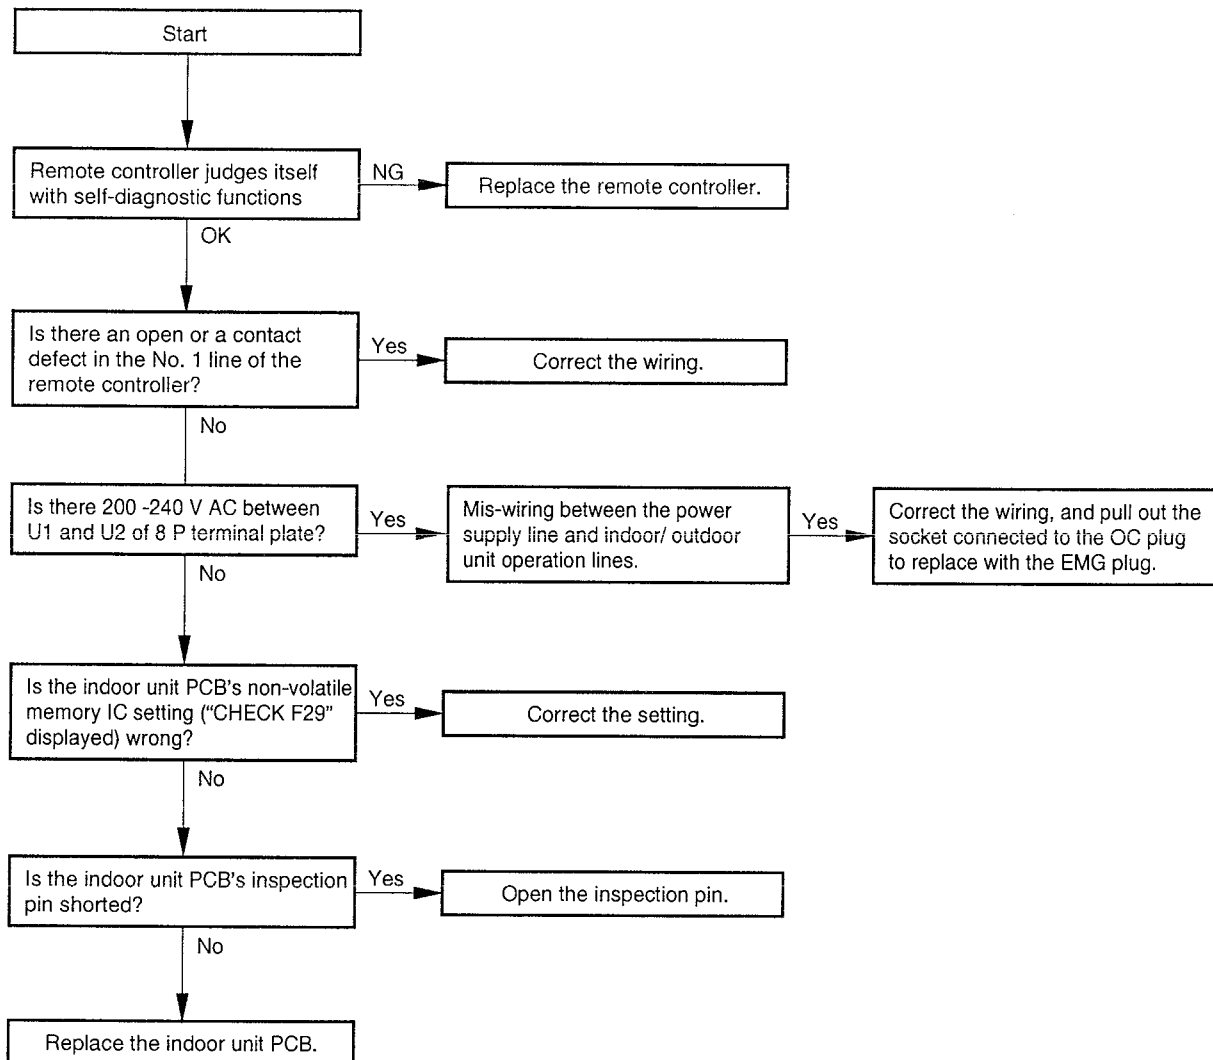 Start
Remote controller judges itself
with self-diagnostic functions
NG
Replace the remote controller.
OK
Is there an open or a contact
defect in the No. 1 line of the
remote controller?
Yes
Correct the wiring.
No
Is there 200 -240 V AC between
U1 and U2 of 8 P terminal plate?
Yes
Mis-wiring between the power
supply line and indoor/ outdoor
unit operation lines.
Yes
Correct the wiring, and pull out the
socket connected to the OC plug
to replace with the EMG plug.
No
Is the indoor unit PCB's non-volatile
memory IC setting (“CHECK F29”
displayed) wrong?
Yes
Correct the setting.
No
Is the indoor unit PCB's inspection
pin shorted?
Yes
Open the inspection pin.
No
Replace the indoor unit PCB.